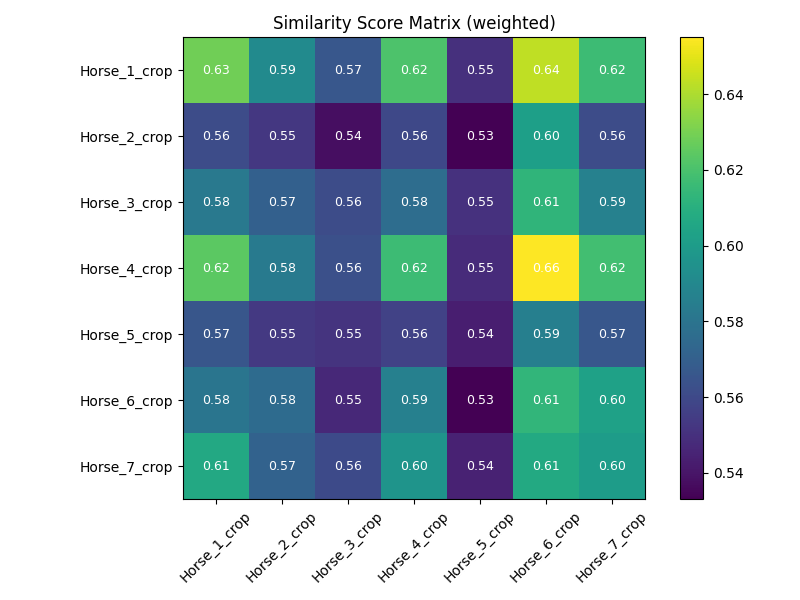 Similarity Score Matrix (weighted)
Horse_1_crop 0.63 0.59 0.57 0.62 0.55 0.64 0.62
Horse_2_crop 0.56 0.55 0.54 0.56 0.53 0.60 0.56
Horse_3_crop 0.58 0.57 0.56 0.58 0.55 0.61 0.59
Horse_4_crop 0.62 0.58 0.56 0.62 0.55 0.66 0.62
Horse_5_crop 0.57 0.55 0.55 0.56 0.54 0.59 0.57
Horse_6_crop 0.58 0.58 0.55 0.59 0.53 0.61 0.60
Horse_7_crop 0.61 0.57 0.56 0.60 0.54 0.61 0.60
Horse_1_crop Horse_2_crop Horse_3_crop Horse_4_crop Horse_5_crop Horse_6_crop Horse_7_crop
0.64
0.62
0.60
0.58
0.56
0.54